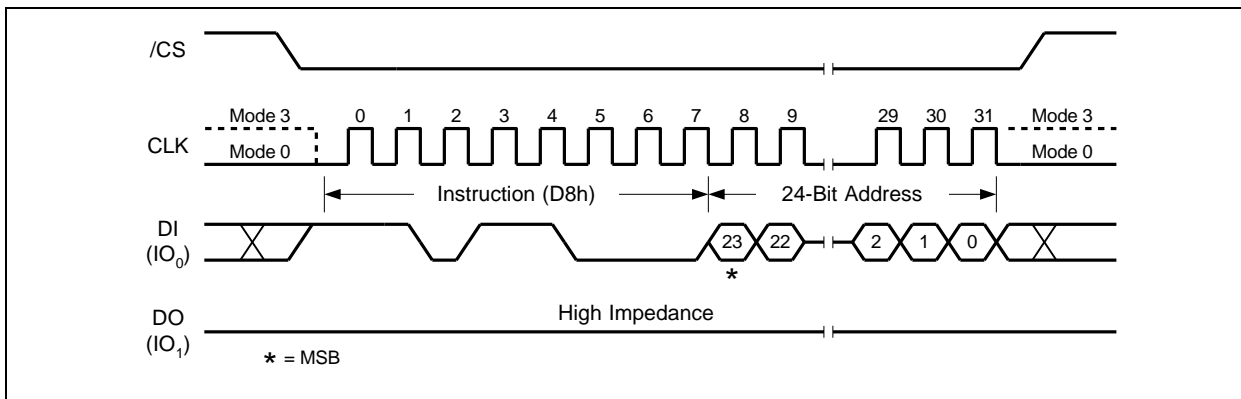 /CS
Mode 3 0 1 2 3 4 5 6 7 8 9 29 30 31 Mode 3
CLK
Mode 0 Mode 0
Instruction (D8h) 24-Bit Address
DI
(IO₀)
23 22 2 1 0
*
High Impedance
DO
(IO₁)
* = MSB